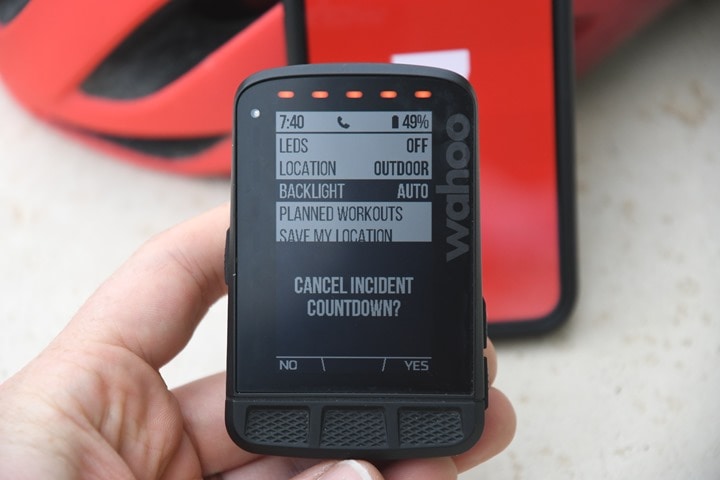 7:40 49%
LEDS OFF
LOCATION OUTDOOR
BACKLIGHT AUTO
PLANNED WORKOUTS
SAVE MY LOCATION
CANCEL INCIDENT
COUNTDOWN?
NO YES
wahoo